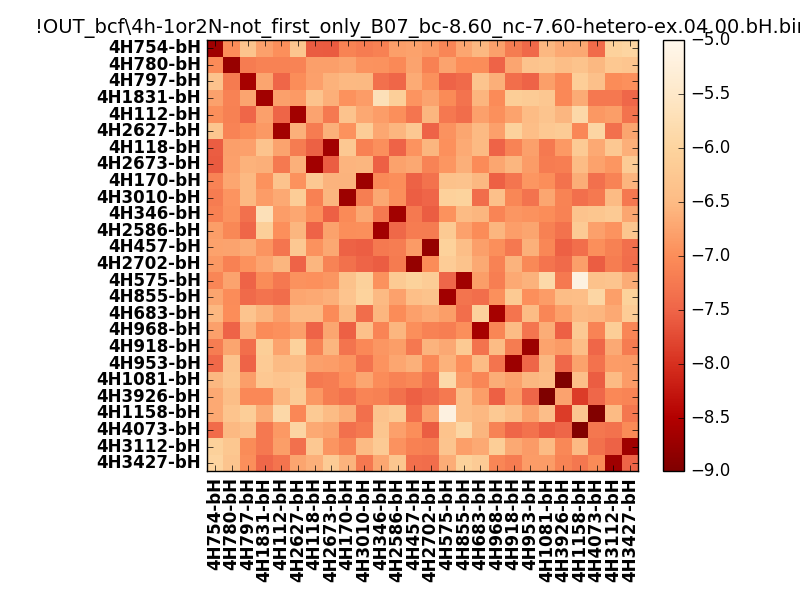 !OUT_bcf\4h-1or2N-not_first_only_B07_bc-8.60_nc-7.60-hetero-ex.04.00.bH.bin
4H754-bH
4H780-bH
4H797-bH
4H1831-bH
4H112-bH
4H2627-bH
4H118-bH
4H2673-bH
4H170-bH
4H3010-bH
4H346-bH
4H2586-bH
4H457-bH
4H2702-bH
4H575-bH
4H855-bH
4H683-bH
4H968-bH
4H918-bH
4H953-bH
4H1081-bH
4H3926-bH
4H1158-bH
4H4073-bH
4H3112-bH
4H3427-bH
4H754-bH
4H780-bH
4H797-bH
4H1831-bH
4H112-bH
4H2627-bH
4H118-bH
4H2673-bH
4H170-bH
4H3010-bH
4H346-bH
4H2586-bH
4H457-bH
4H2702-bH
4H575-bH
4H855-bH
4H683-bH
4H968-bH
4H918-bH
4H953-bH
4H1081-bH
4H3926-bH
4H1158-bH
4H4073-bH
4H3112-bH
4H3427-bH
−5.0
−5.5
−6.0
−6.5
−7.0
−7.5
−8.0
−8.5
−9.0